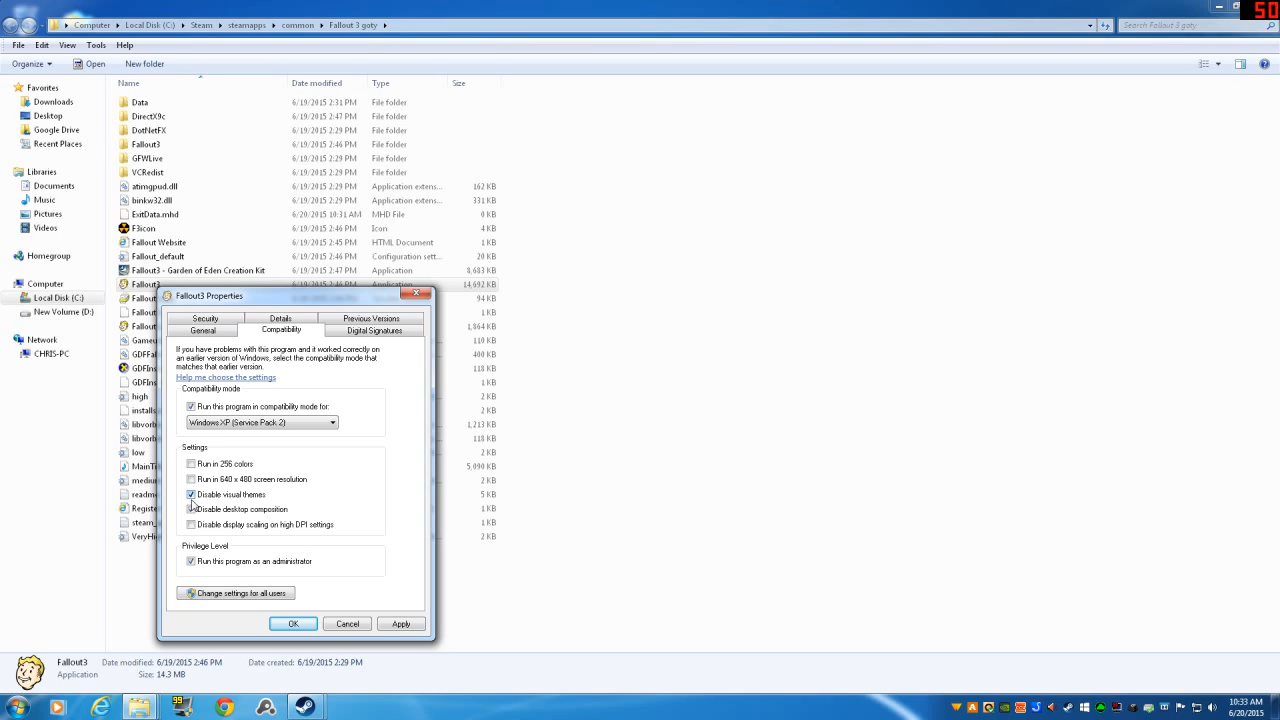 Computer ▸ Local Disk (C:) ▸ Steam ▸ steamapps ▸ common ▸ Fallout 3 goty ▸
Search Fallout 3 goty
50
File Edit View Tools Help
Organize Open New folder
Name Date modified Type Size
Favorites
Downloads
Desktop
Google Drive
Recent Places
Libraries
Documents
Music
Pictures
Videos
Homegroup
Computer
Local Disk (C:)
New Volume (D:)
Network
CHRIS-PC
Data 6/19/2015 2:31 PM File folder
DirectX9c 6/19/2015 2:47 PM File folder
DotNetFX 6/19/2015 2:29 PM File folder
Fallout3 6/19/2015 2:46 PM File folder
GFWLive 6/19/2015 2:29 PM File folder
VCRedist 6/19/2015 2:29 PM File folder
atimgpud.dll 6/19/2015 2:29 PM Application extens... 162 KB
binkw32.dll 6/19/2015 2:29 PM Application extens... 331 KB
ExitData.mhd 6/20/2015 10:31 AM MHD File 0 KB
F3icon 6/19/2015 2:29 PM Icon 4 KB
Fallout Website 6/19/2015 2:45 PM HTML Document 1 KB
Fallout_default 6/19/2015 2:29 PM Configuration sett... 20 KB
Fallout3 - Garden of Eden Creation Kit 6/19/2015 2:47 PM Application 8,683 KB
Fallout3 6/19/2015 2:46 PM Application 14,692 KB
Fallout 94 KB
Fallout 1 KB
Fallout 1,864 KB
Gameu 110 KB
GDFFal 400 KB
GDFIns 118 KB
GDFIns 1 KB
high 2 KB
installs 2 KB
libvorb 1,213 KB
libvorb 118 KB
low 2 KB
MainTi 5,090 KB
mediun 2 KB
readm 5 KB
Registe 1 KB
steam_ 1 KB
VeryHi 2 KB
Fallout3 Properties
Security Details Previous Versions
General Compatibility Digital Signatures
If you have problems with this program and it worked correctly on
an earlier version of Windows, select the compatibility mode that
matches that earlier version.
Help me choose the settings
Compatibility mode
Run this program in compatibility mode for:
Windows XP (Service Pack 2)
Settings
Run in 256 colors
Run in 640 x 480 screen resolution
Disable visual themes
Disable desktop composition
Disable display scaling on high DPI settings
Privilege Level
Run this program as an administrator
Change settings for all users
OK Cancel Apply
Fallout3 Date modified: 6/19/2015 2:46 PM Date created: 6/19/2015 2:29 PM
Application Size: 14.3 MB
99
10:33 AM
6/20/2015